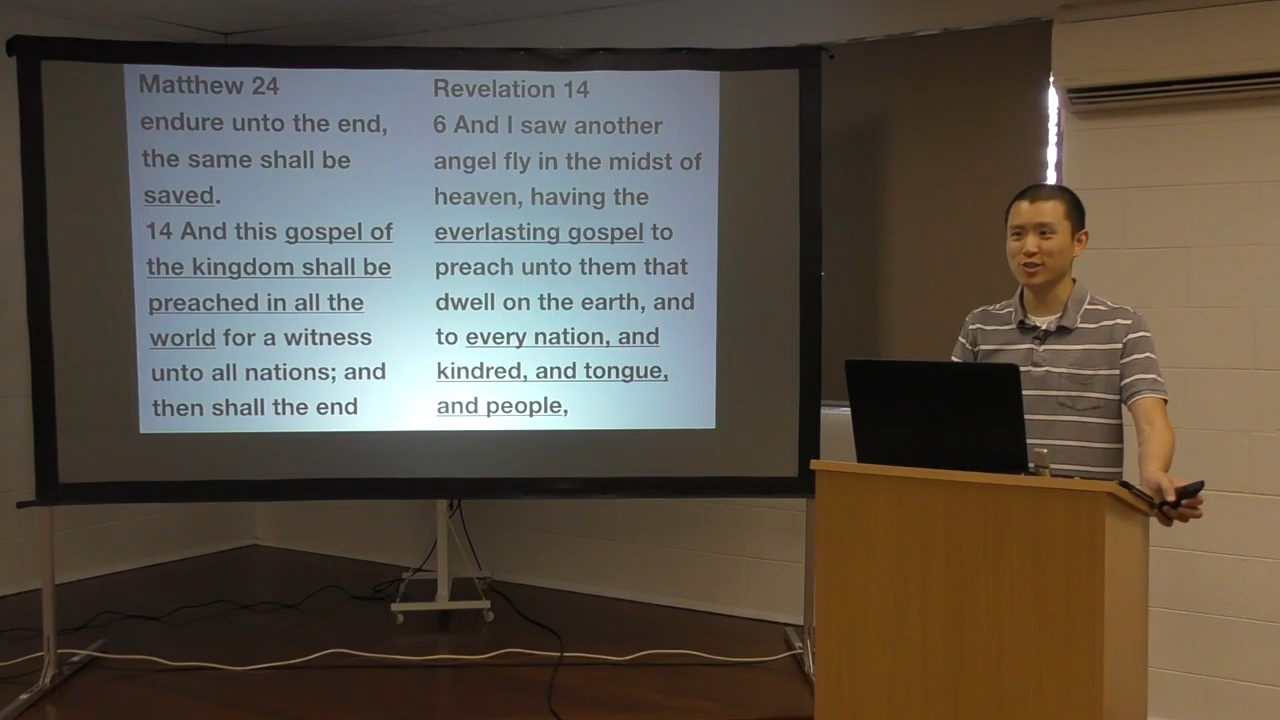 Matthew 24
endure unto the end,
the same shall be
saved.
14 And this gospel of
the kingdom shall be
preached in all the
world for a witness
unto all nations; and
then shall the end
Revelation 14
6 And I saw another
angel fly in the midst of
heaven, having the
everlasting gospel to
preach unto them that
dwell on the earth, and
to every nation, and
kindred, and tongue,
and people,